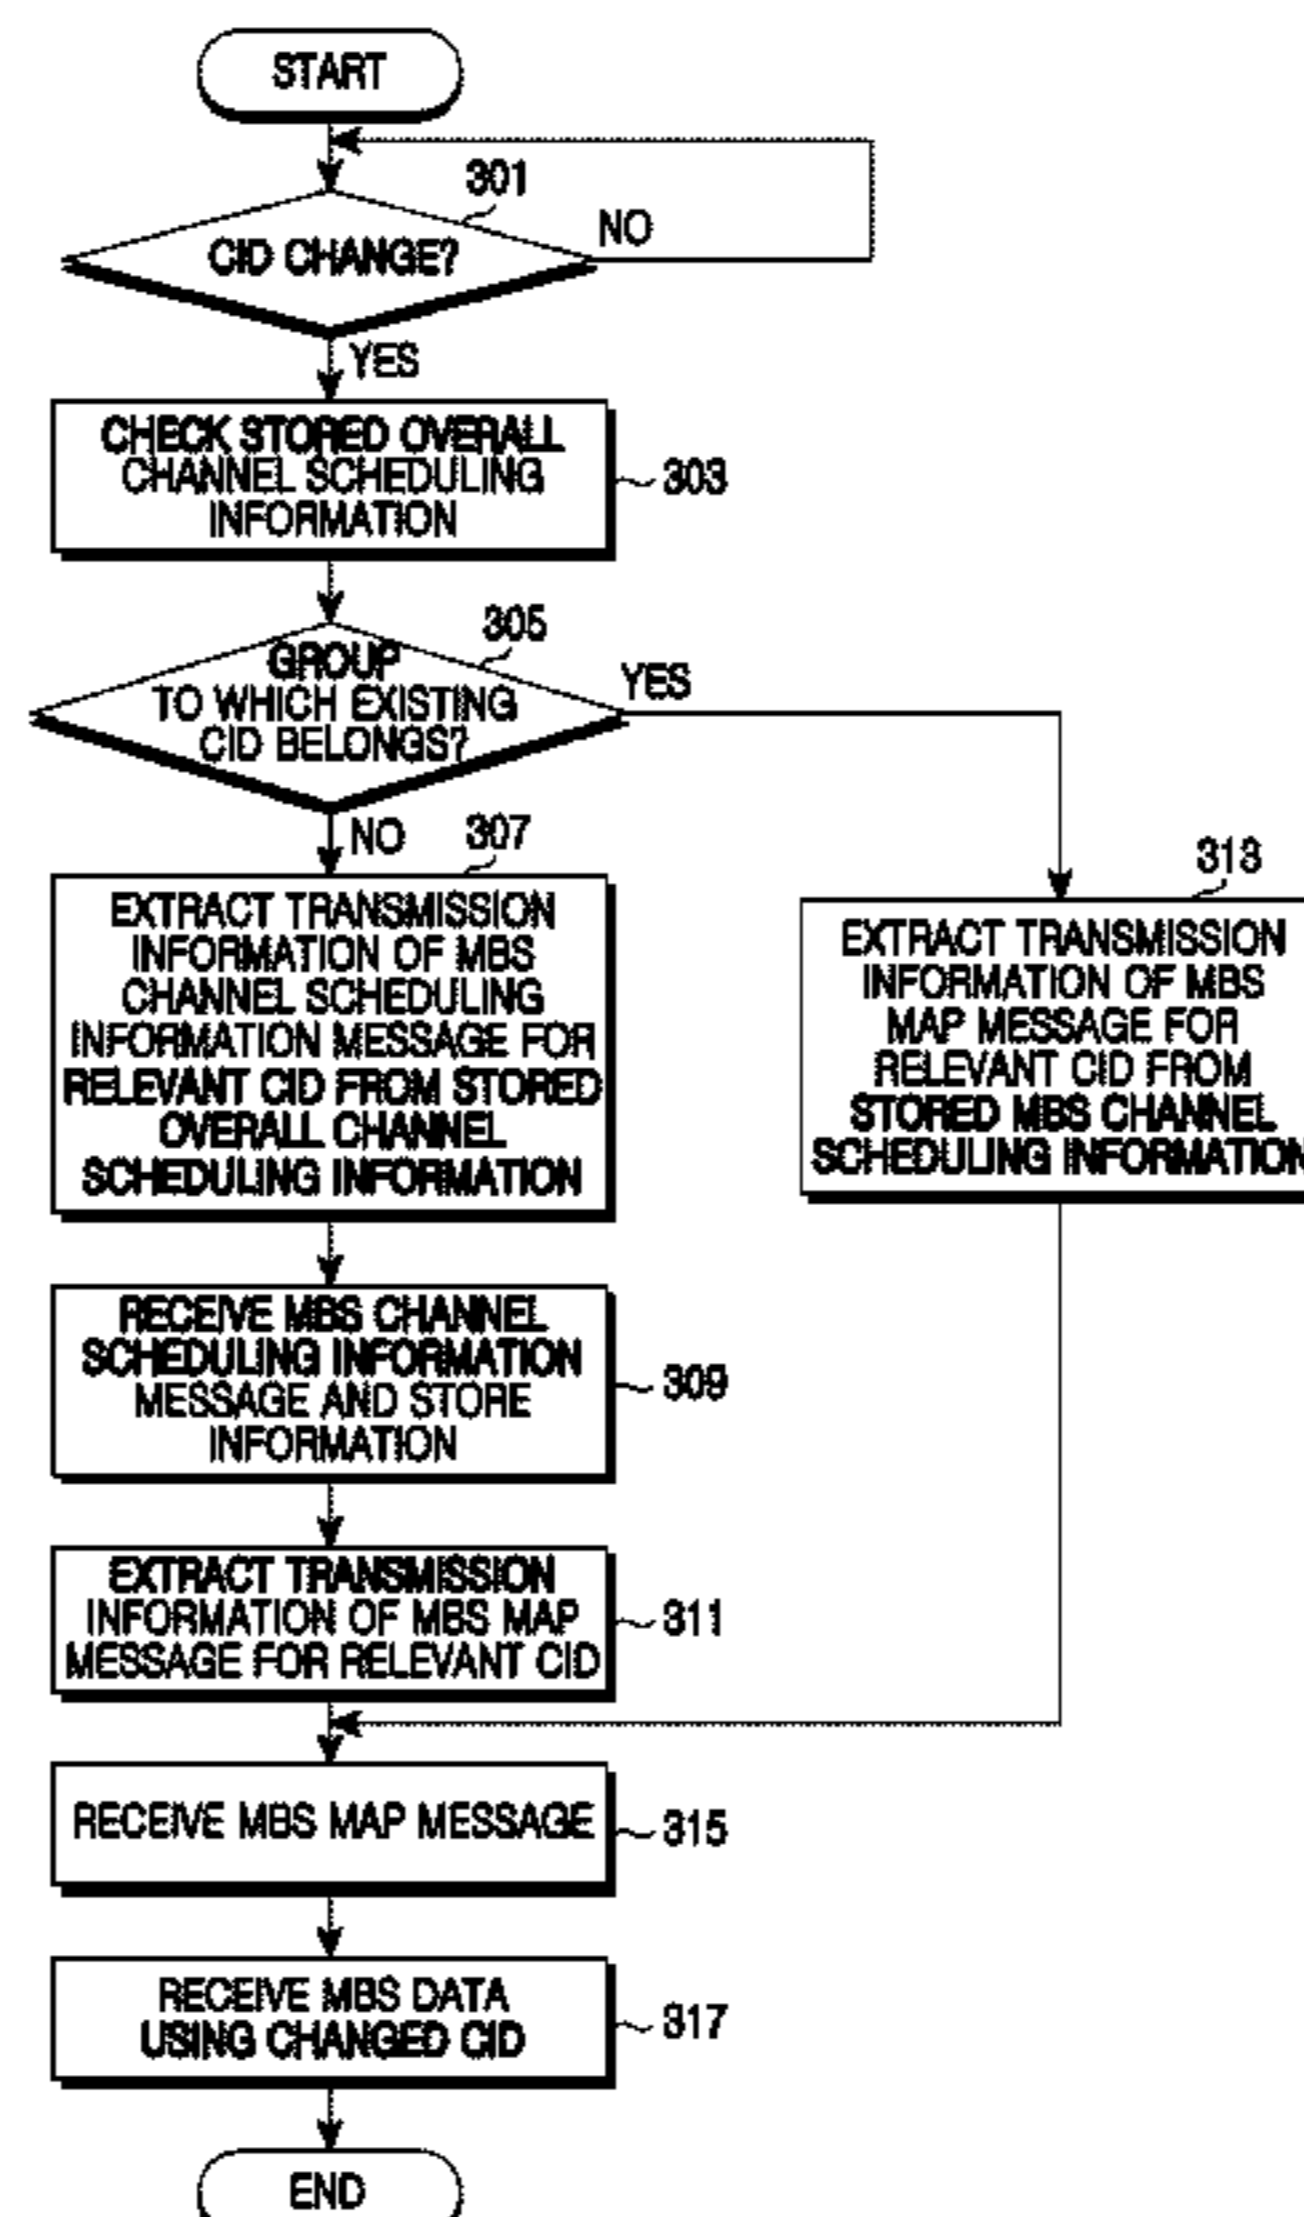 START
301
CID CHANGE?
NO
YES
CHECK STORED OVERALL
CHANNEL SCHEDULING
INFORMATION
303
305
GROUP
TO WHICH EXISTING
CID BELONGS?
YES
NO
307
EXTRACT TRANSMISSION
INFORMATION OF MBS
CHANNEL SCHEDULING
INFORMATION MESSAGE FOR
RELEVANT CID FROM STORED
OVERALL CHANNEL
SCHEDULING INFORMATION
313
EXTRACT TRANSMISSION
INFORMATION OF MBS
MAP MESSAGE FOR
RELEVANT CID FROM
STORED MBS CHANNEL
SCHEDULING INFORMATION
RECEIVE MBS CHANNEL
SCHEDULING INFORMATION
MESSAGE AND STORE
INFORMATION
309
EXTRACT TRANSMISSION
INFORMATION OF MBS MAP
MESSAGE FOR RELEVANT CID
311
RECEIVE MBS MAP MESSAGE
315
RECEIVE MBS DATA
USING CHANGED CID
317
END